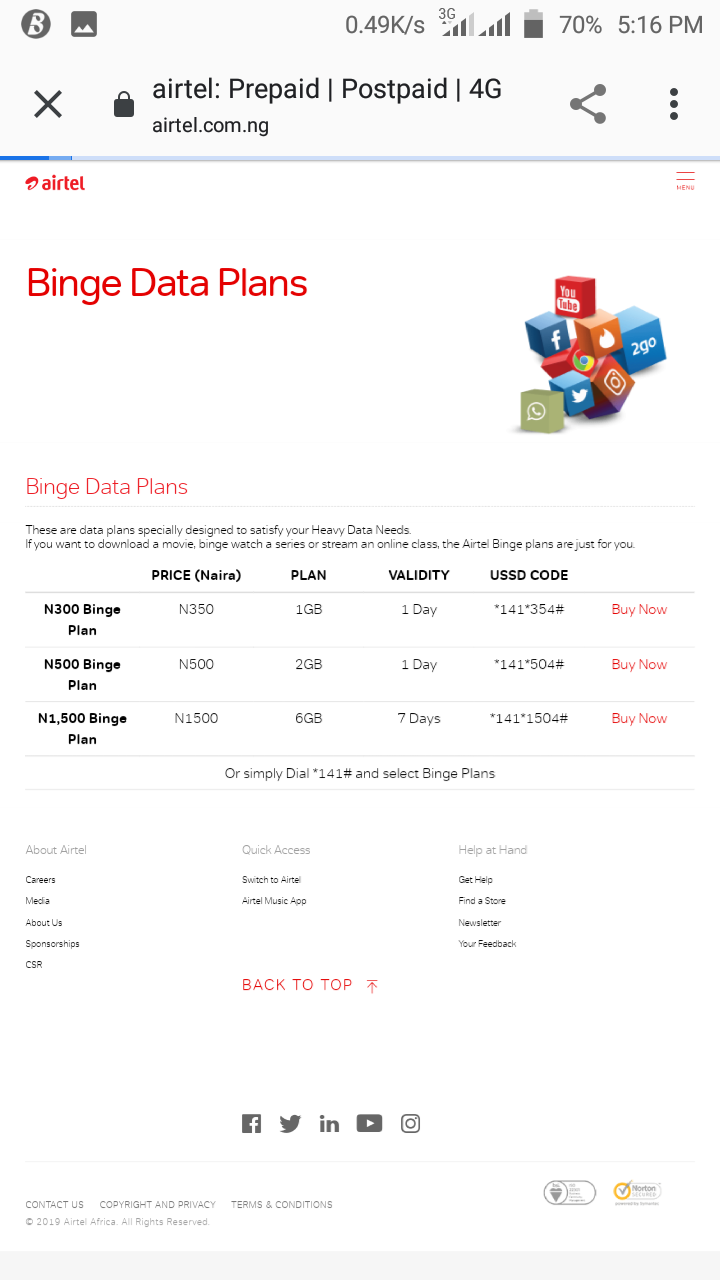 0.49K/s 3G 70% 5:16 PM
airtel: Prepaid | Postpaid | 4G
airtel.com.ng
airtel
MENU
Binge Data Plans
You
Tube
2go
Binge Data Plans
These are data plans specially designed to satisfy your Heavy Data Needs.
If you want to download a movie, binge watch a series or stream an online class, the Airtel Binge plans are just for you.
PRICE (Naira) PLAN VALIDITY USSD CODE
N300 Binge Plan N350 1GB 1 Day *141*354# Buy Now
N500 Binge Plan N500 2GB 1 Day *141*504# Buy Now
N1,500 Binge Plan N1500 6GB 7 Days *141*1504# Buy Now
Or simply Dial *141# and select Binge Plans
About Airtel Quick Access Help at Hand
Careers Switch to Airtel Get Help
Media Airtel Music App Find a Store
About Us Newsletter
Sponsorships Your Feedback
CSR
BACK TO TOP
CONTACT US COPYRIGHT AND PRIVACY TERMS & CONDITIONS
© 2019 Airtel Africa. All Rights Reserved.
Norton
SECURED
powered by Symantec